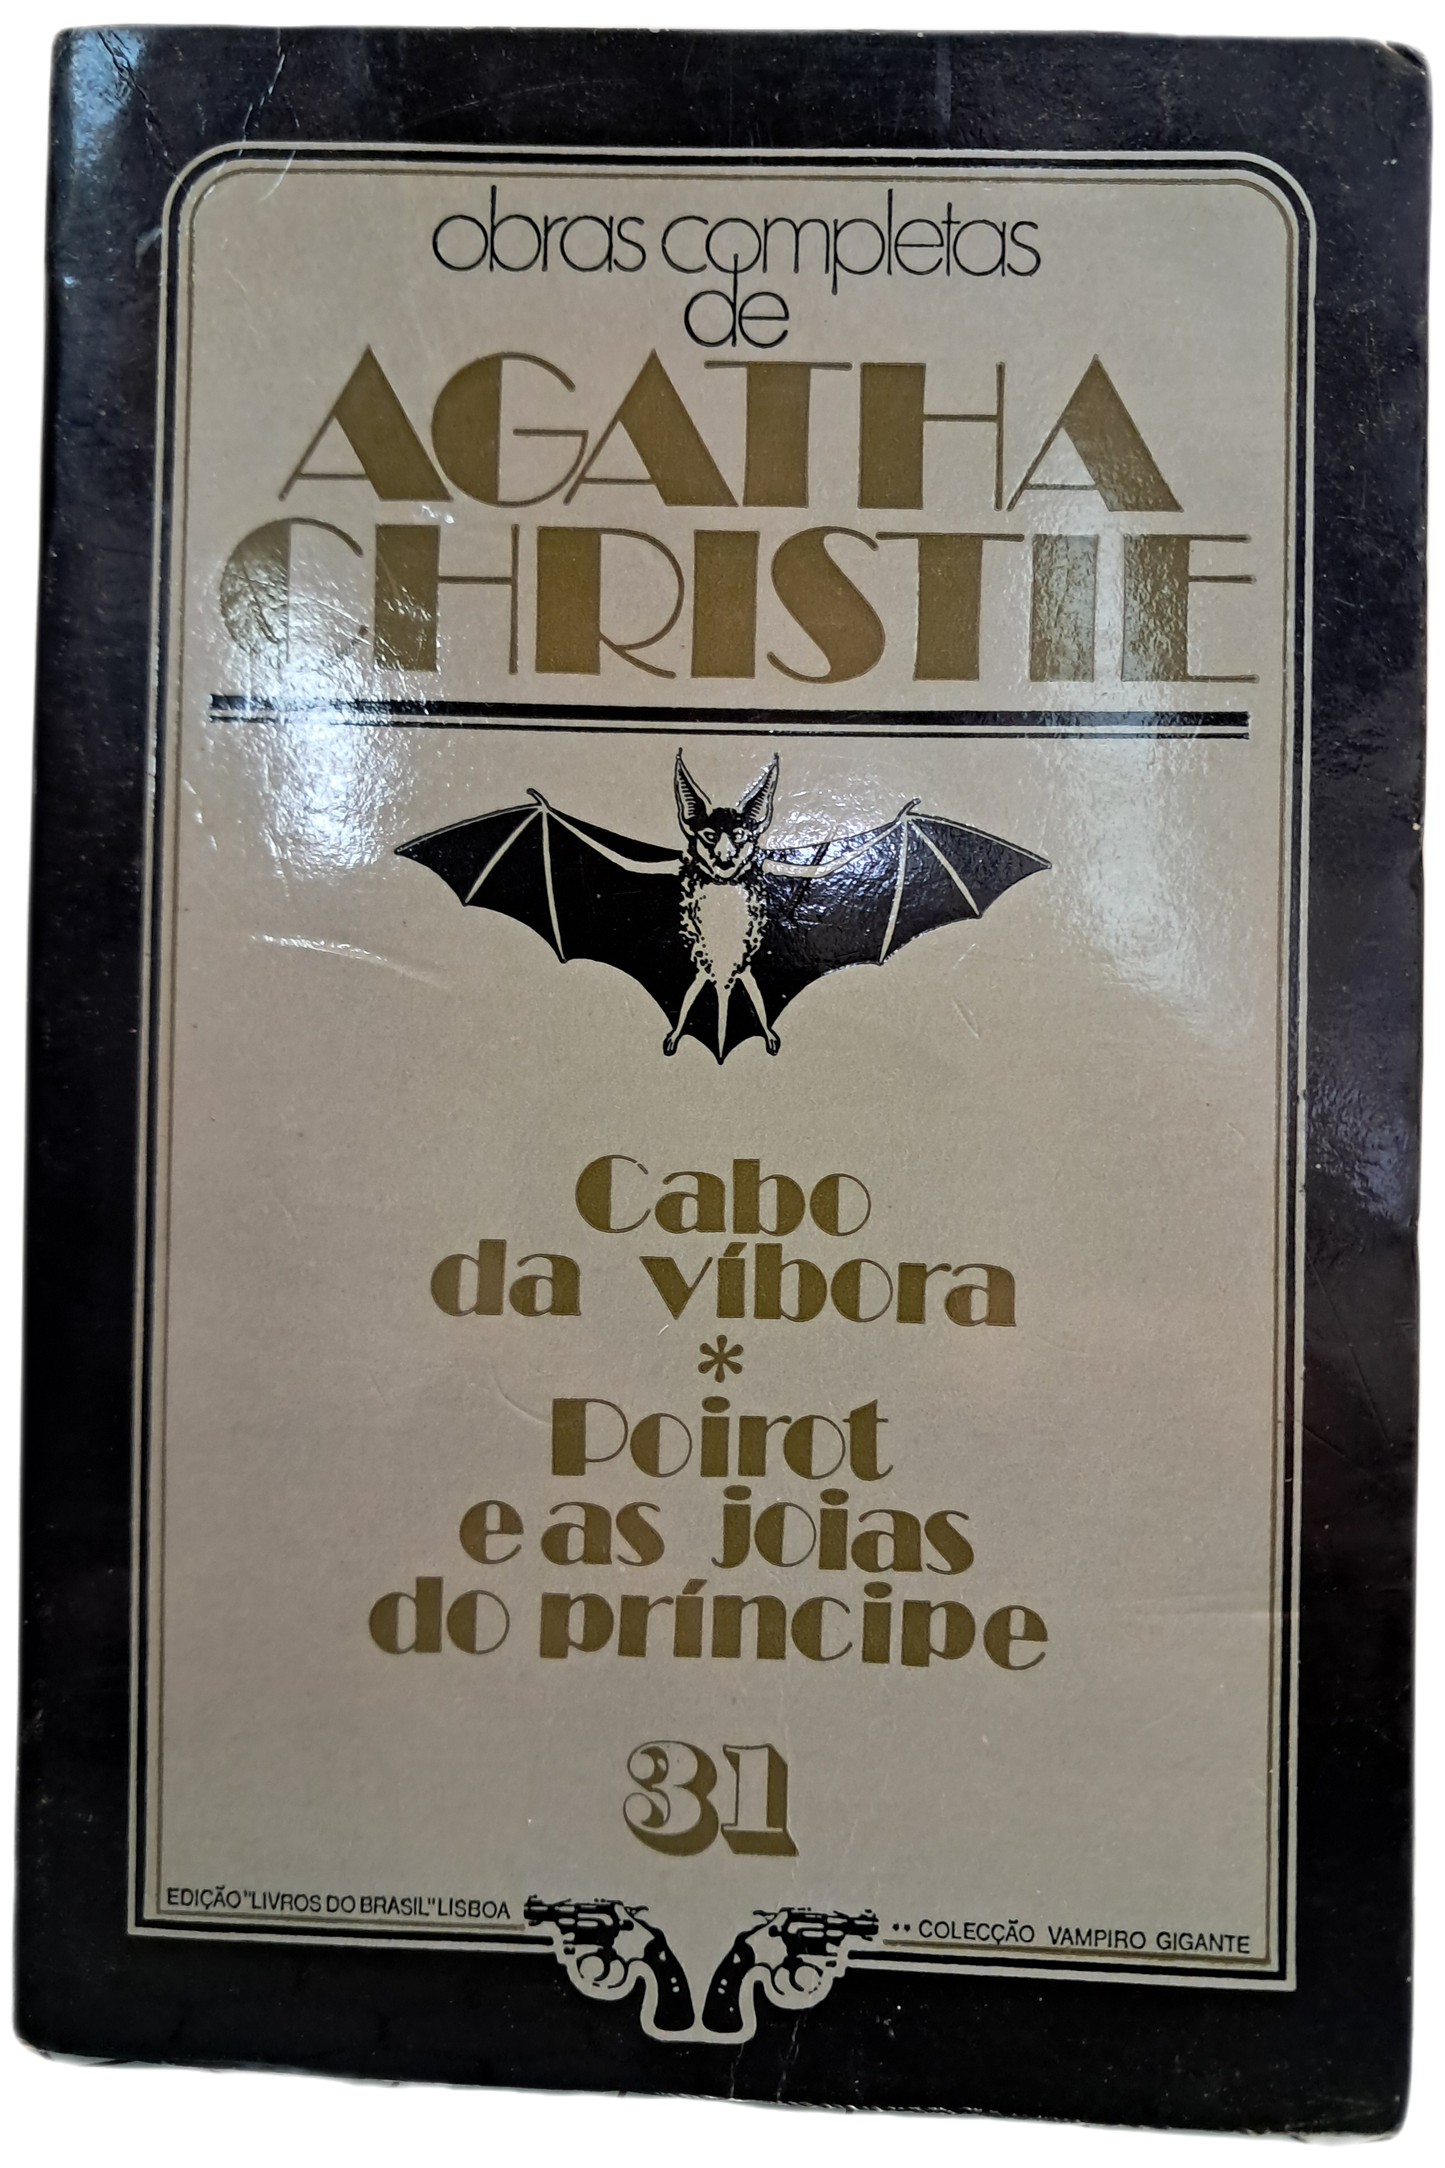 obras completas
de
AGATHA
CHRISTIE
Cabo
da víbora
*
Poirot
e as joias
do príncipe
31
EDIÇÃO "LIVROS DO BRASIL" LISBOA
•• COLECÇÃO VAMPIRO GIGANTE